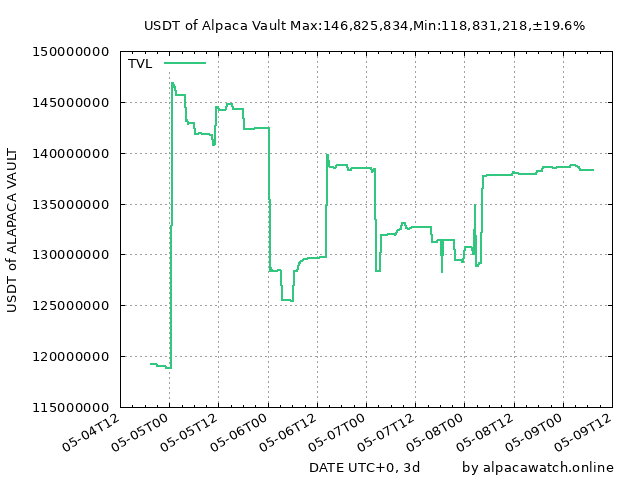 USDT of Alpaca Vault Max:146,825,834,Min:118,831,218,±19.6%
TVL
150000000
145000000
140000000
135000000
130000000
125000000
120000000
115000000
USDT of ALAPACA VAULT
05-04T12
05-05T00
05-05T12
05-06T00
05-06T12
05-07T00
05-07T12
05-08T00
05-08T12
05-09T00
05-09T12
DATE UTC+0, 3d
by alpacawatch.online